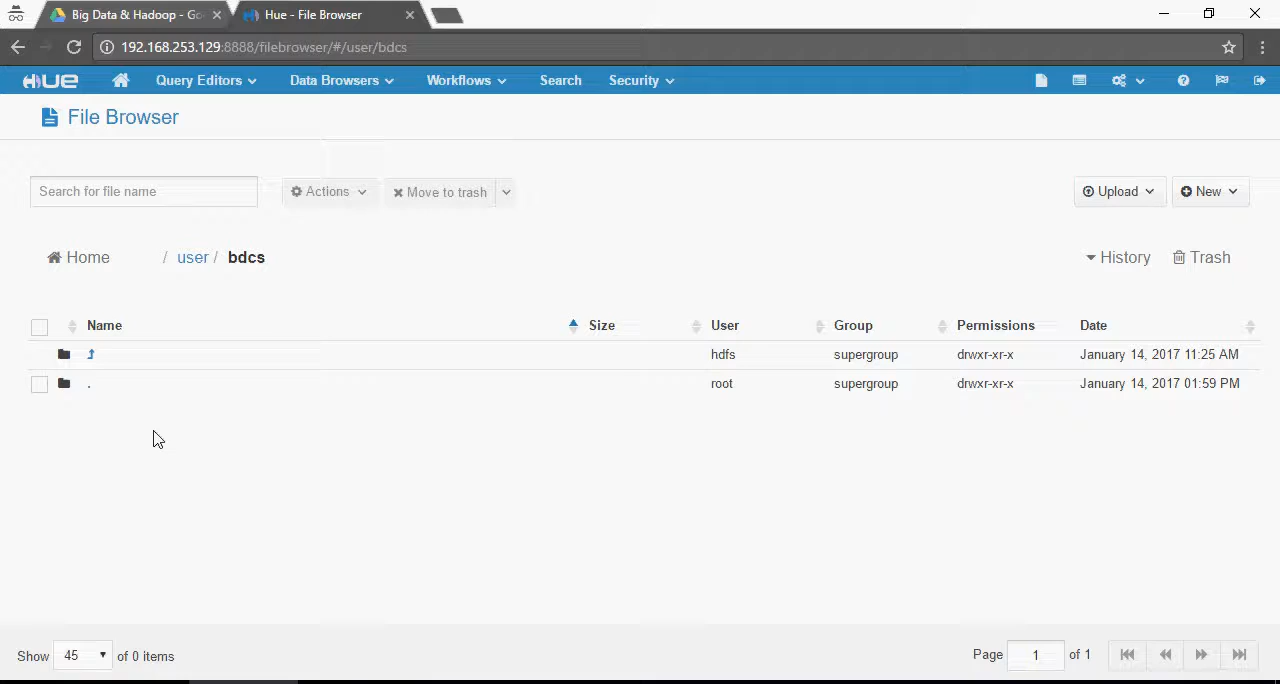 Big Data & Hadoop - Go
Hue - File Browser
192.168.253.129:8888/filebrowser/#/user/bdcs
HUE
Query Editors
Data Browsers
Workflows
Search
Security
File Browser
Search for file name
Actions
Move to trash
Upload
New
Home / user / bdcs
History
Trash
Name Size User Group Permissions Date
hdfs supergroup drwxr-xr-x January 14, 2017 11:25 AM
. root supergroup drwxr-xr-x January 14, 2017 01:59 PM
Show 45 of 0 items
Page 1 of 1